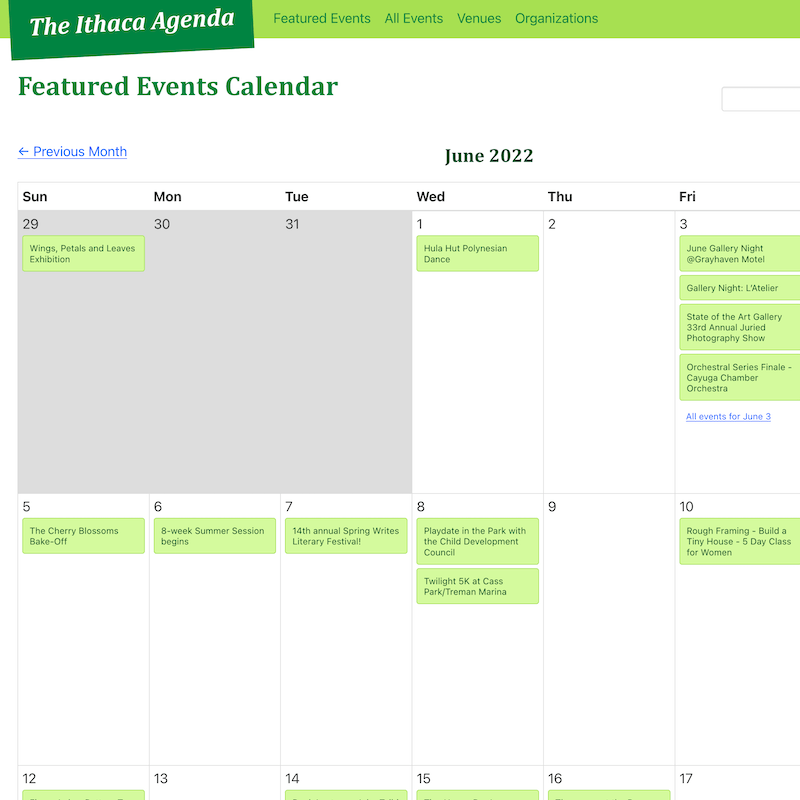 The Ithaca Agenda
Featured Events All Events Venues Organizations
Featured Events Calendar
← Previous Month
June 2022
Sun Mon Tue Wed Thu Fri
29
Wings, Petals and Leaves
Exhibition
30
31
1
Hula Hut Polynesian
Dance
2
3
June Gallery Night
@Grayhaven Motel
Gallery Night: L'Atelier
State of the Art Gallery
33rd Annual Juried
Photography Show
Orchestral Series Finale -
Cayuga Chamber
Orchestra
All events for June 3
5
The Cherry Blossoms
Bake-Off
6
8-week Summer Session
begins
7
14th annual Spring Writes
Literary Festival!
8
Playdate in the Park with
the Child Development
Council
Twilight 5K at Cass
Park/Treman Marina
9
10
Rough Framing - Build a
Tiny House - 5 Day Class
for Women
12
13
14
15
16
17